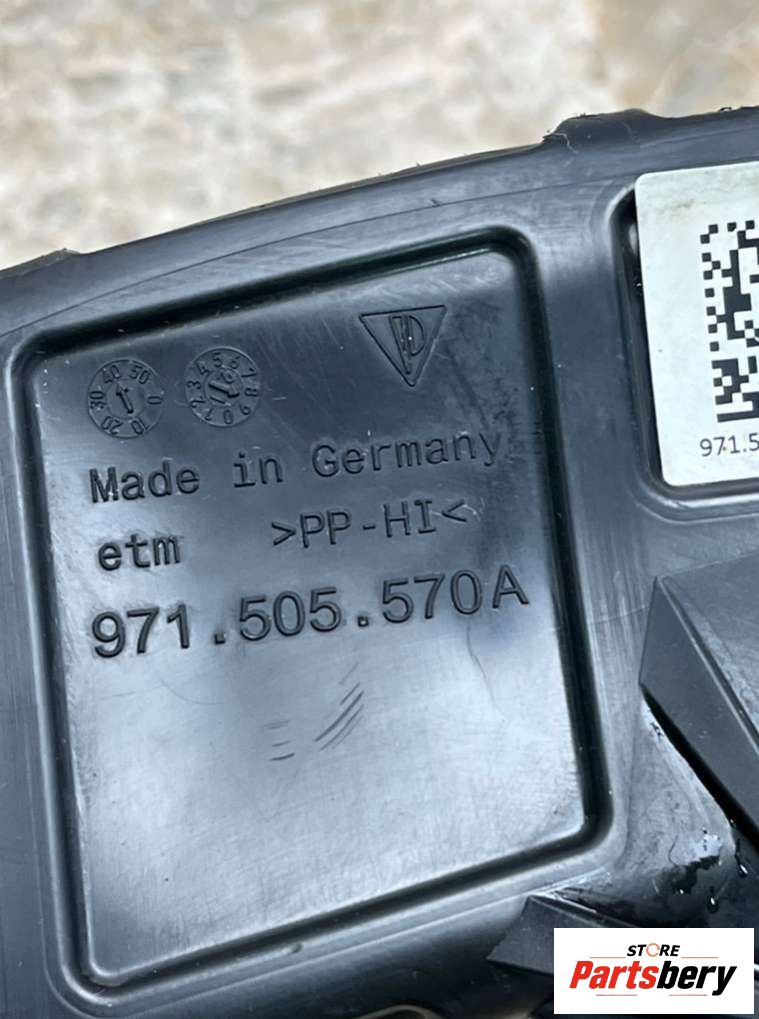 Made in Germany
etm >PP-HI<
971.505.570A
971.5
STORE
Partsbery